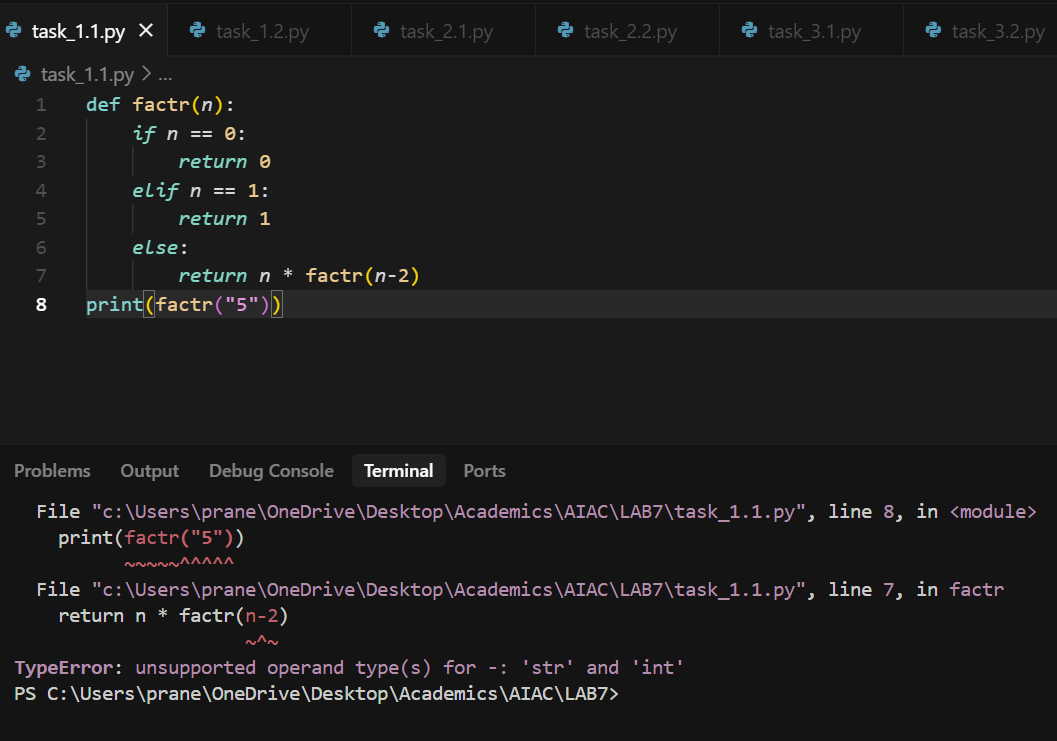 task_1.1.py task_1.2.py task_2.1.py task_2.2.py task_3.1.py task_3.2.py
task_1.1.py > ...
1 def factr(n):
2     if n == 0:
3         return 0
4     elif n == 1:
5         return 1
6     else:
7         return n * factr(n-2)
8 print(factr("5"))
Problems Output Debug Console Terminal Ports
  File "c:\Users\prane\OneDrive\Desktop\Academics\AIAC\LAB7\task_1.1.py", line 8, in <module>
    print(factr("5"))
          ~~~~~^^^^^
  File "c:\Users\prane\OneDrive\Desktop\Academics\AIAC\LAB7\task_1.1.py", line 7, in factr
    return n * factr(n-2)
                     ~^~
TypeError: unsupported operand type(s) for -: 'str' and 'int'
PS C:\Users\prane\OneDrive\Desktop\Academics\AIAC\LAB7>